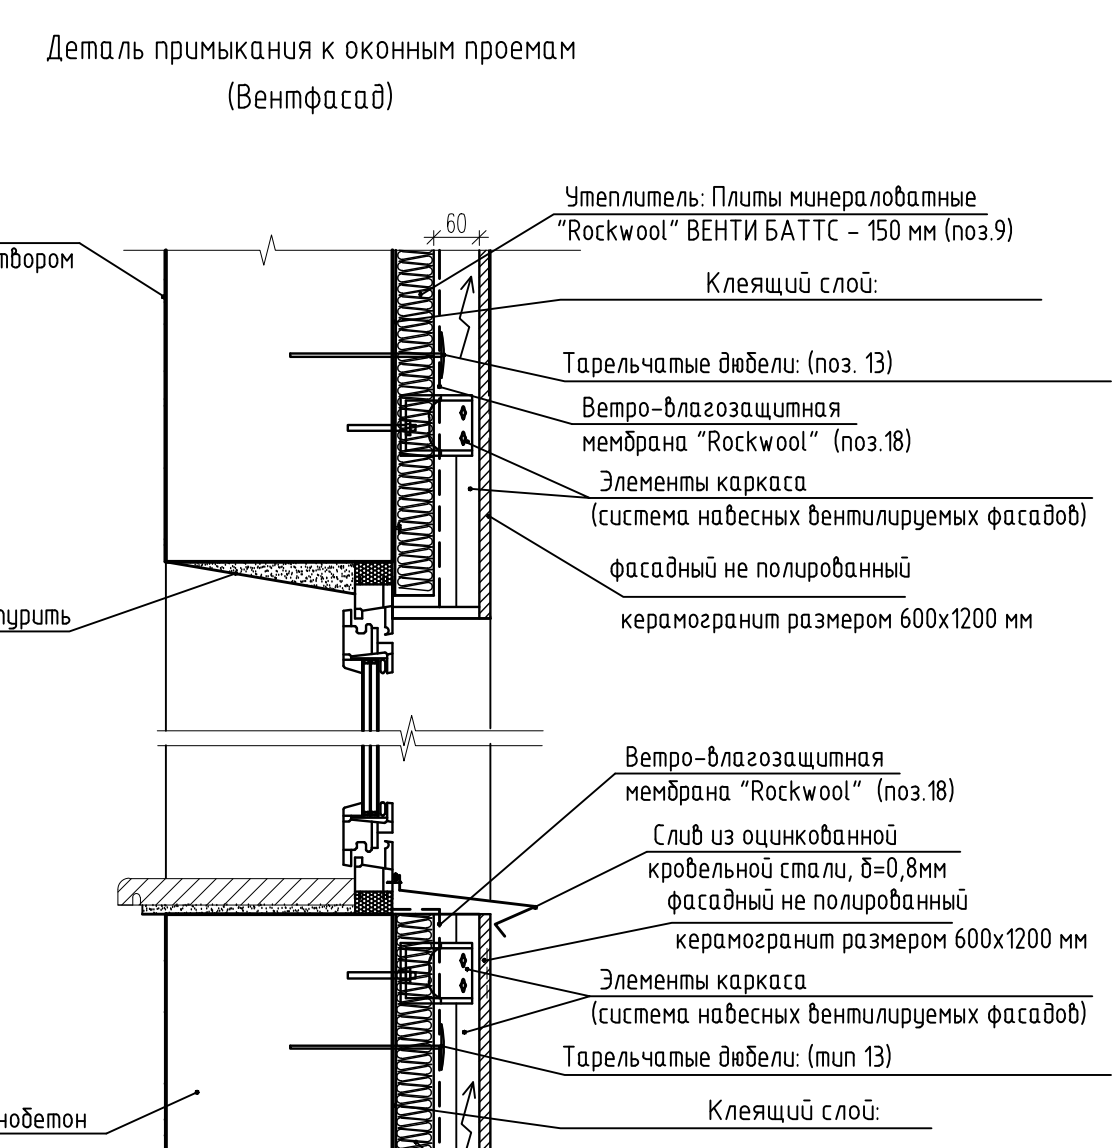 Деталь примыкания к оконным проемам
(Вентфасад)
Утеплитель: Плиты минераловатные
"Rockwool" ВЕНТИ БАТТС - 150 мм (поз.9)
60
твором
Клеящий слой:
Тарельчатые дюбели: (поз. 13)
Ветро-влагозащитная
мембрана "Rockwool" (поз.18)
Элементы каркаса
(система навесных вентилируемых фасадов)
фасадный не полированный
керамогранит размером 600х1200 мм
турить
Ветро-влагозащитная
мембрана "Rockwool" (поз.18)
Слив из оцинкованной
кровельной стали, δ=0,8мм
фасадный не полированный
керамогранит размером 600х1200 мм
Элементы каркаса
(система навесных вентилируемых фасадов)
Тарельчатые дюбели: (тип 13)
Клеящий слой:
нобетон